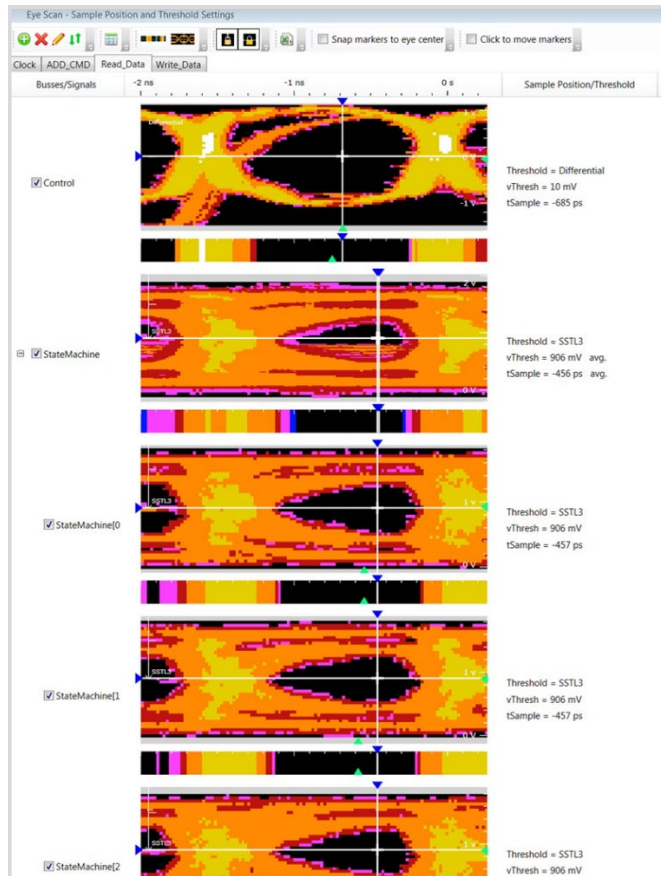 Eye Scan - Sample Position and Threshold Settings
Snap markers to eye center
Click to move markers
Clock ADD_CMD Read_Data Write_Data
Busses/Signals -2 ns -1 ns 0 s Sample Position/Threshold
Differential
1 V
0 V
-1 V
Control
Threshold = Differential
vThresh = 10 mV
tSample = -685 ps
2 V
SSTL3
0 V
StateMachine
Threshold = SSTL3
vThresh = 906 mV avg.
tSample = -456 ps avg.
SSTL3
1 v
0 V
StateMachine[0
Threshold = SSTL3
vThresh = 906 mV
tSample = -457 ps
SSTL3
1 v
0 V
StateMachine[1
Threshold = SSTL3
vThresh = 906 mV
tSample = -457 ps
SSTL3
1 v
StateMachine[2
Threshold = SSTL3
vThresh = 906 mV